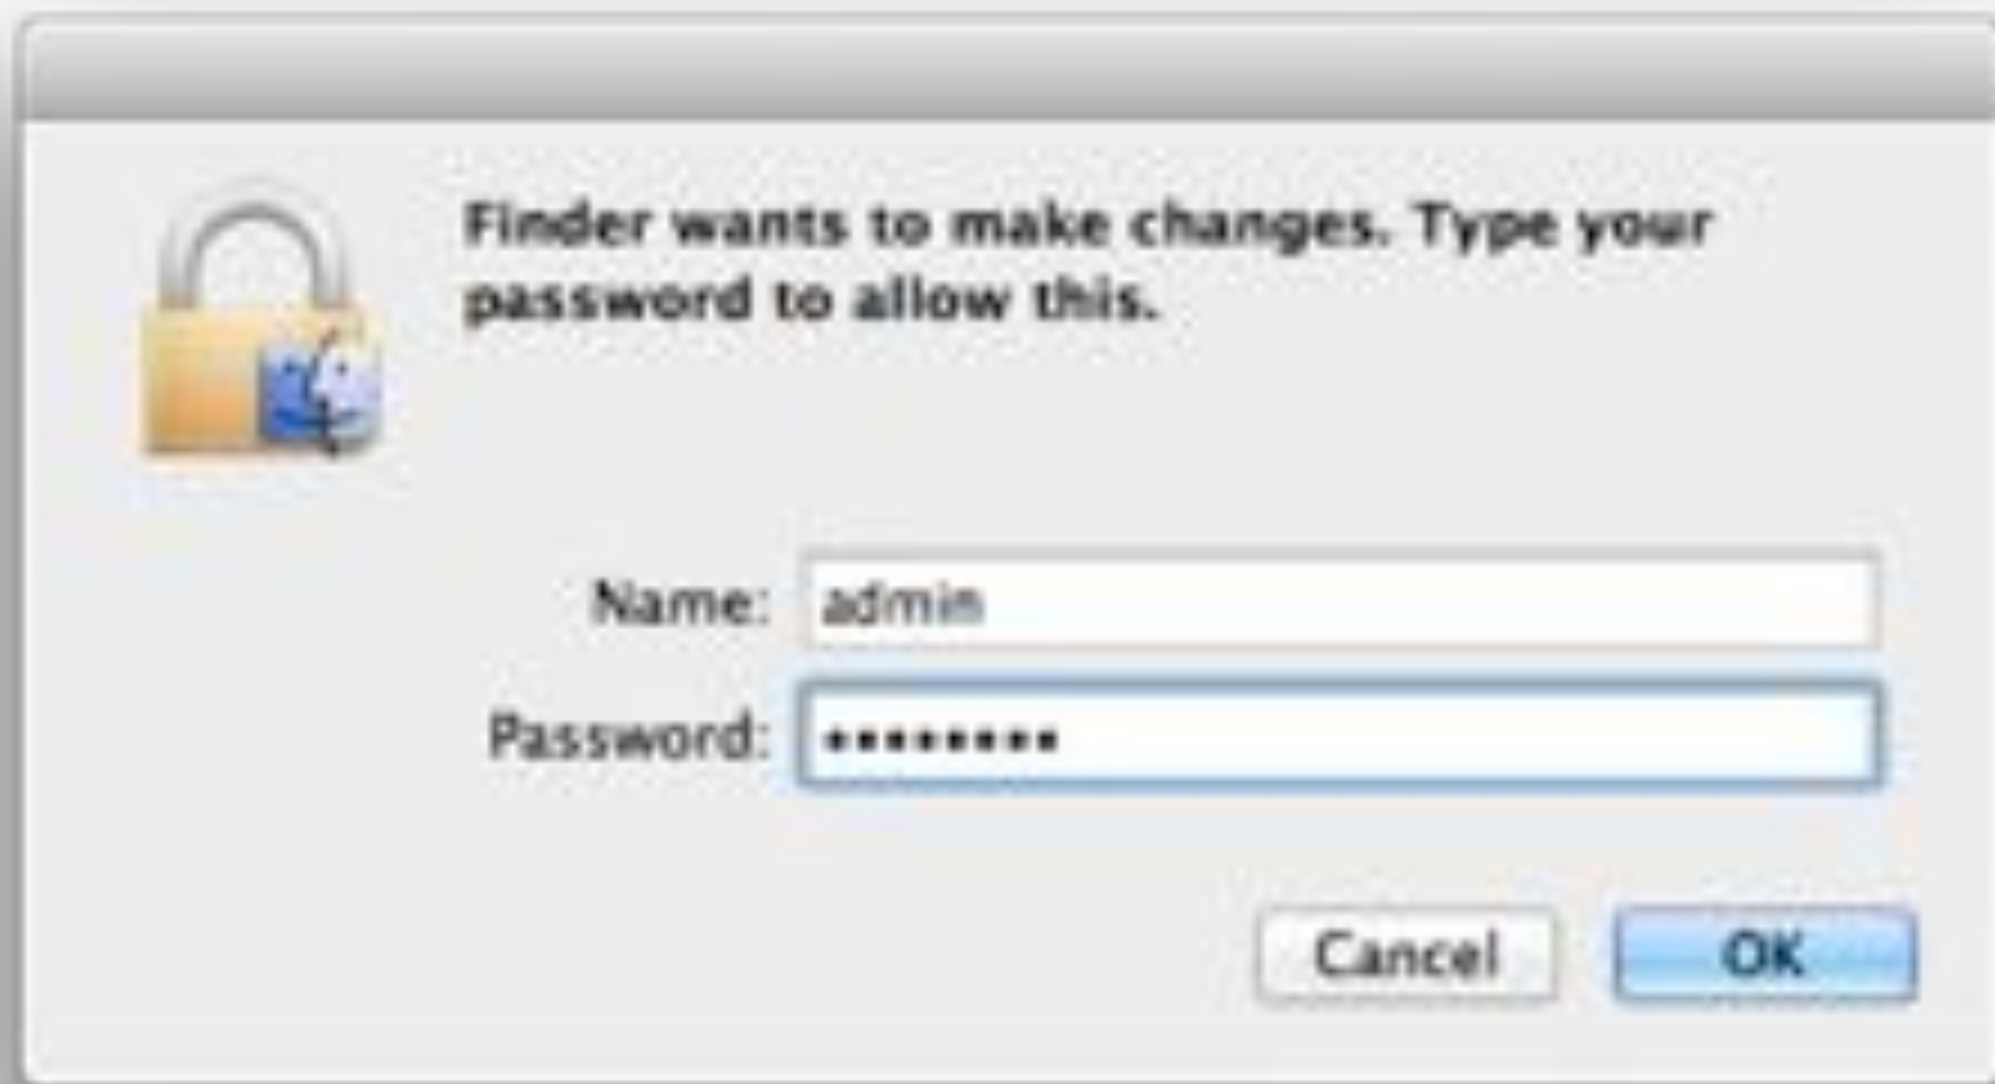 Finder wants to make changes. Type your
password to allow this.
Name: admin
Password: ••••••••
Cancel OK